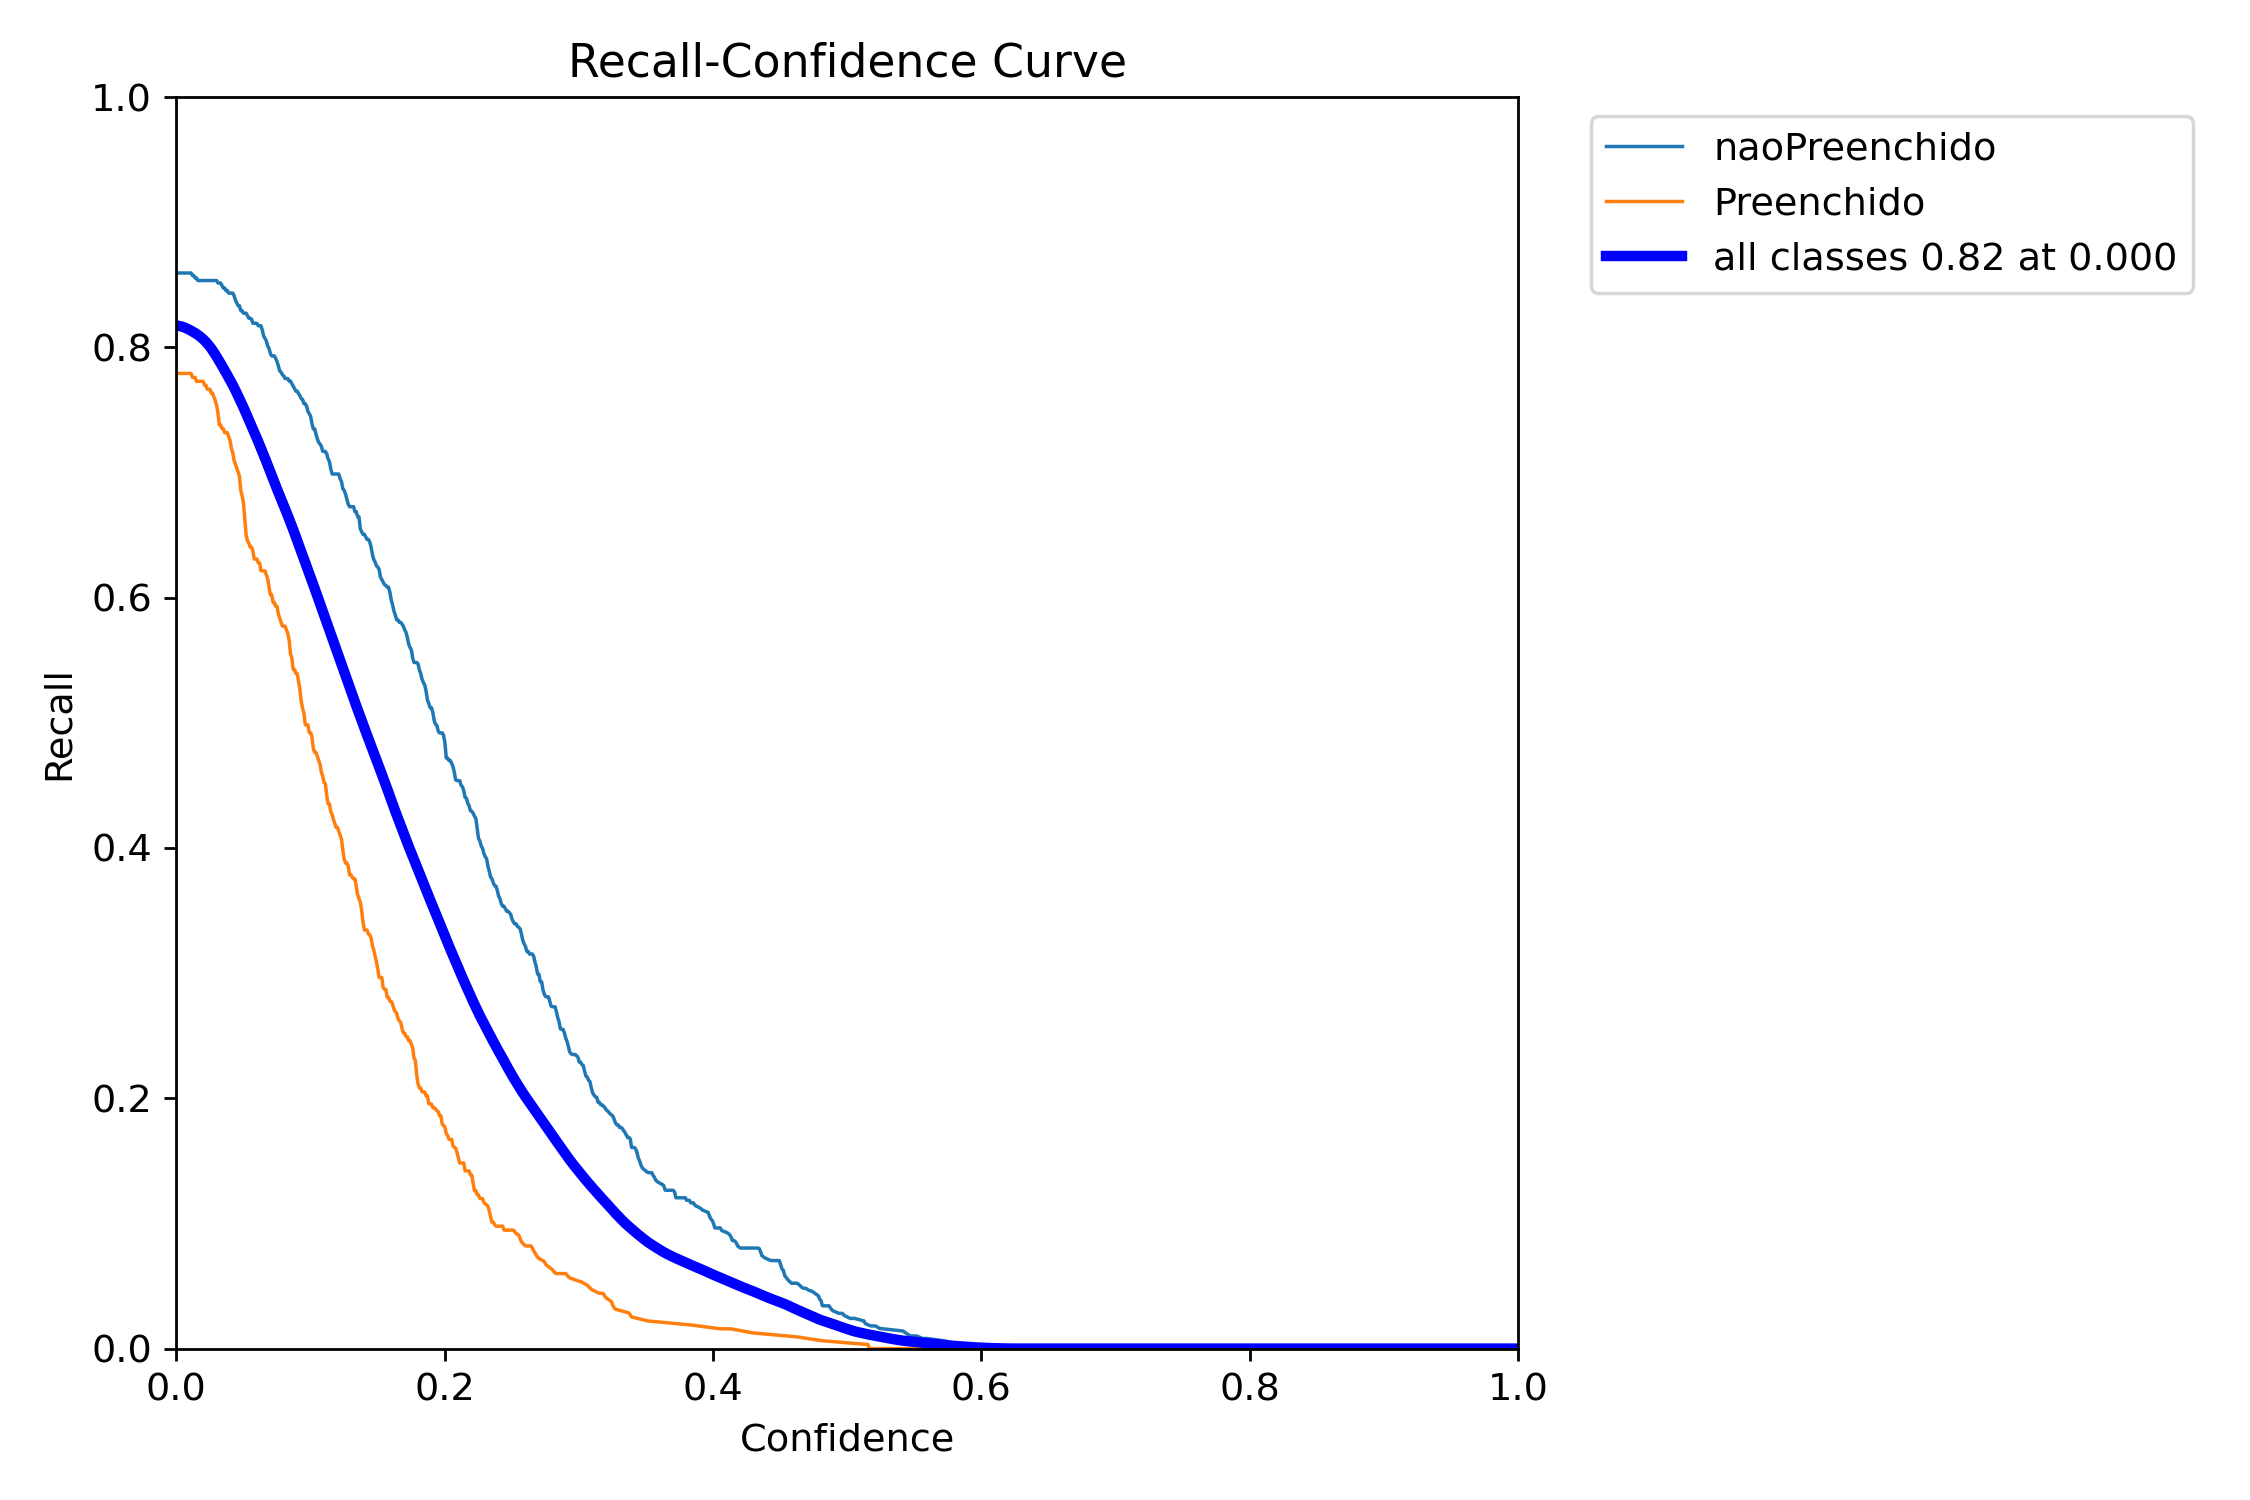 Recall-Confidence Curve
1.0
0.8
0.6
0.4
0.2
0.0
Recall
0.0 0.2 0.4 0.6 0.8 1.0
Confidence
naoPreenchido
Preenchido
all classes 0.82 at 0.000